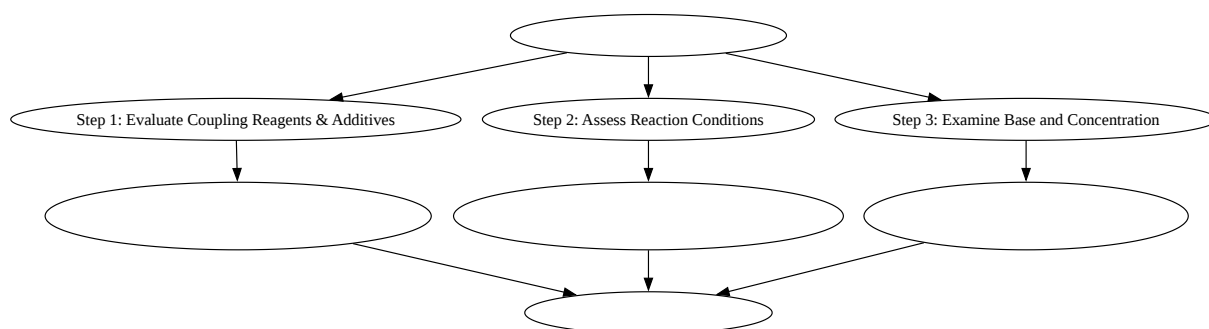 Step 1: Evaluate Coupling Reagents & Additives
Step 2: Assess Reaction Conditions
Step 3: Examine Base and Concentration